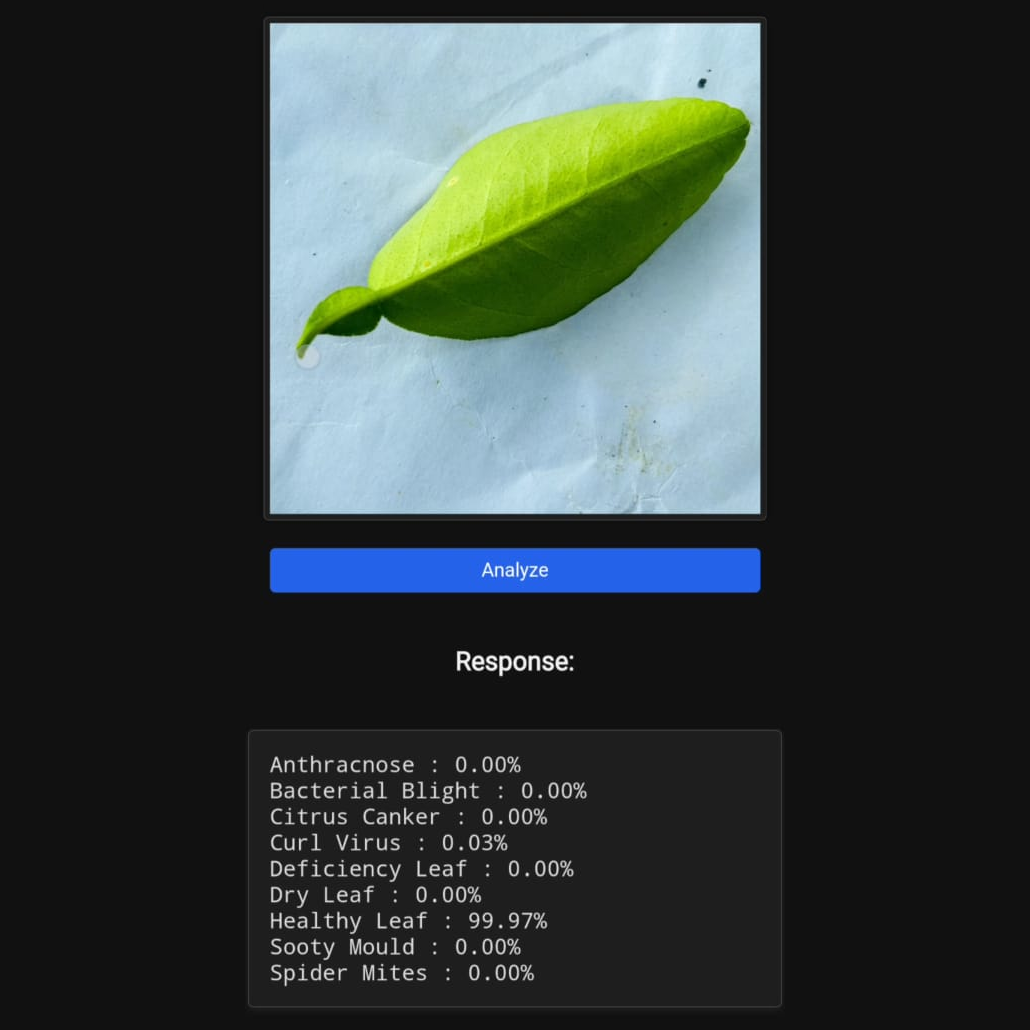 Analyze
Response:
Anthracnose : 0.00%
Bacterial Blight : 0.00%
Citrus Canker : 0.00%
Curl Virus : 0.03%
Deficiency Leaf : 0.00%
Dry Leaf : 0.00%
Healthy Leaf : 99.97%
Sooty Mould : 0.00%
Spider Mites : 0.00%